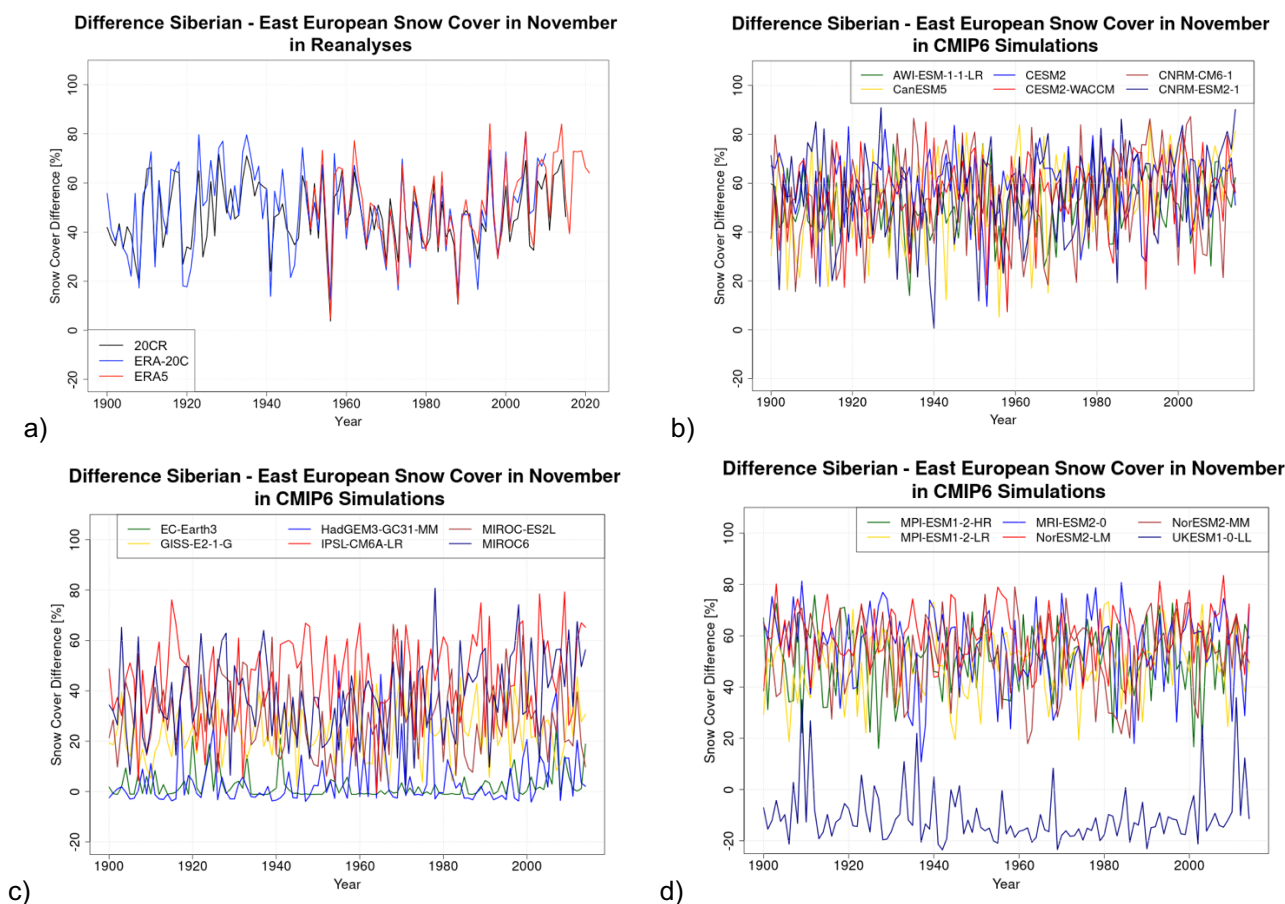 Difference Siberian - East European Snow Cover in November
in Reanalyses
Snow Cover Difference [%]
100
80
60
40
20
0
-20
20CR
ERA-20C
ERA5
1900 1920 1940 1960 1980 2000 2020
Year
a)
Difference Siberian - East European Snow Cover in November
in CMIP6 Simulations
AWI-ESM-1-1-LR CESM2 CNRM-CM6-1
CanESM5 CESM2-WACCM CNRM-ESM2-1
Snow Cover Difference [%]
100
80
60
40
20
0
-20
1900 1920 1940 1960 1980 2000
Year
b)
Difference Siberian - East European Snow Cover in November
in CMIP6 Simulations
EC-Earth3 HadGEM3-GC31-MM MIROC-ES2L
GISS-E2-1-G IPSL-CM6A-LR MIROC6
Snow Cover Difference [%]
100
80
60
40
20
0
-20
1900 1920 1940 1960 1980 2000
Year
c)
Difference Siberian - East European Snow Cover in November
in CMIP6 Simulations
MPI-ESM1-2-HR MRI-ESM2-0 NorESM2-MM
MPI-ESM1-2-LR NorESM2-LM UKESM1-0-LL
Snow Cover Difference [%]
100
80
60
40
20
0
-20
1900 1920 1940 1960 1980 2000
Year
d)